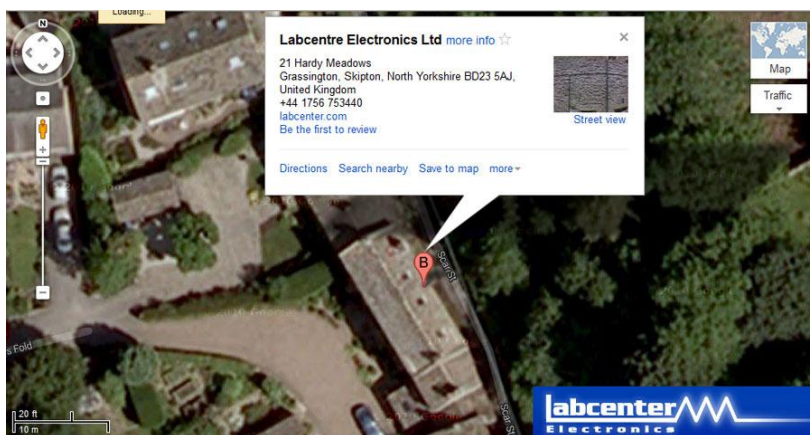 Loading...
N
Labcentre Electronics Ltd more info
21 Hardy Meadows
Grassington, Skipton, North Yorkshire BD23 5AJ,
United Kingdom
+44 1756 753440
labcenter.com
Be the first to review
Street view
Directions Search nearby Save to map more
Map
Traffic
B
Scar St
s Fold
Scar St
20 ft
10 m
labcenter
Electronics